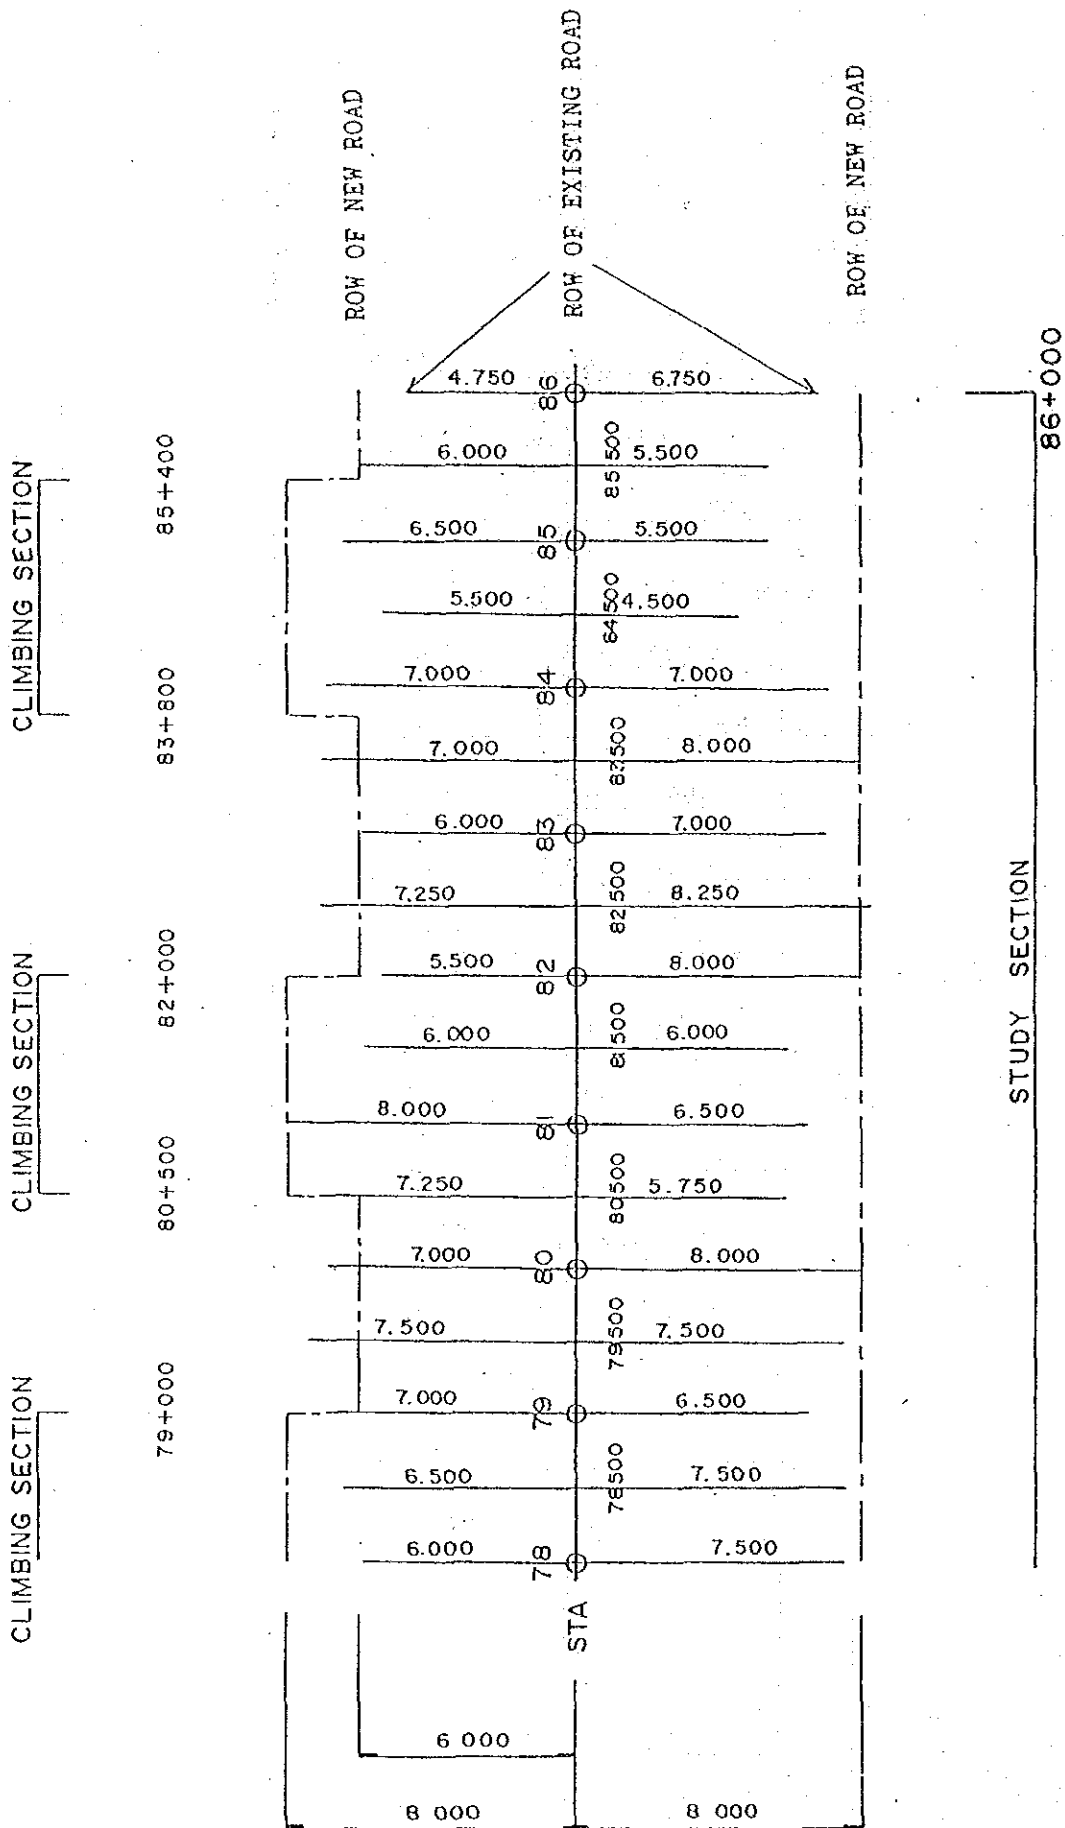 ROW OF NEW ROAD
ROW OF EXISTING ROAD
ROW OF NEW ROAD
CLIMBING SECTION
85+400
83+800
CLIMBING SECTION
82+000
80+500
CLIMBING SECTION
79+000
4.750 86 6.750
6.000 85500 5.500
6.500 85 5.500
5.500 64500 4.500
7.000 84 7.000
7.000 83500 8.000
6.000 83 7.000
7.250 82500 8.250
5.500 82 8.000
6.000 81500 6.000
8.000 81 6.500
7.250 80500 5.750
7.000 80 8.000
7.500 79500 7.500
7.000 79 6.500
6.500 78500 7.500
6.000 78 7.500
STA
6 000
8 000 8 000
86+000
STUDY SECTION